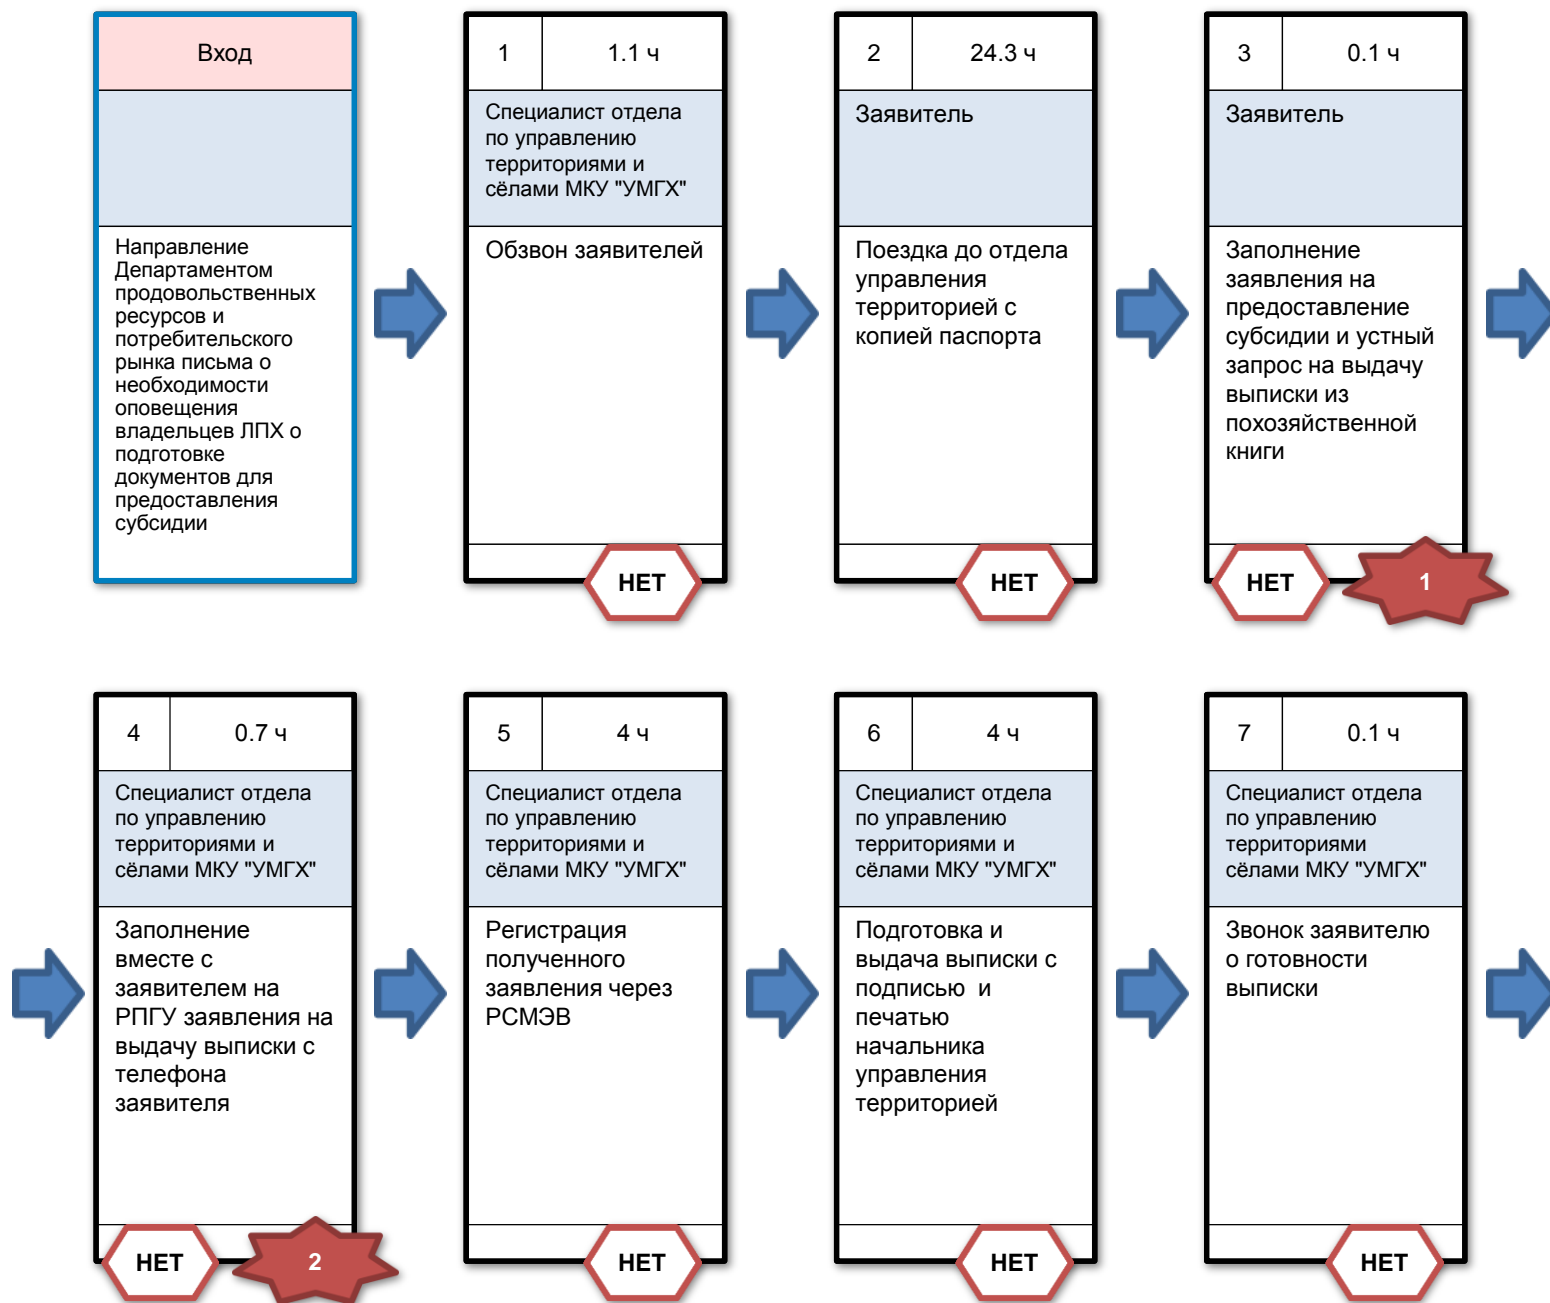 Вход
Направление
Департаментом
продовольственных
ресурсов и
потребительского
рынка письма о
необходимости
оповещения
владельцев ЛПХ о
подготовке
документов для
предоставления
субсидии
1
1.1 ч
Специалист отдела
по управлению
территориями и
сёлами МКУ "УМГХ"
Обзвон заявителей
НЕТ
2
24.3 ч
Заявитель
Поездка до отдела
управления
территорией с
копией паспорта
НЕТ
3
0.1 ч
Заявитель
Заполнение
заявления на
предоставление
субсидии и устный
запрос на выдачу
выписки из
похозяйственной
книги
НЕТ
1
4
0.7 ч
Специалист отдела
по управлению
территориями и
сёлами МКУ "УМГХ"
Заполнение
вместе с
заявителем на
РПГУ заявления на
выдачу выписки с
телефона
заявителя
НЕТ
2
5
4 ч
Специалист отдела
по управлению
территориями и
сёлами МКУ "УМГХ"
Регистрация
полученного
заявления через
РСМЭВ
НЕТ
6
4 ч
Специалист отдела
по управлению
территориями и
сёлами МКУ "УМГХ"
Подготовка и
выдача выписки с
подписью и
печатью
начальника
управления
территорией
НЕТ
7
0.1 ч
Специалист отдела
по управлению
территориями
сёлами МКУ "УМГХ"
Звонок заявителю
о готовности
выписки
НЕТ